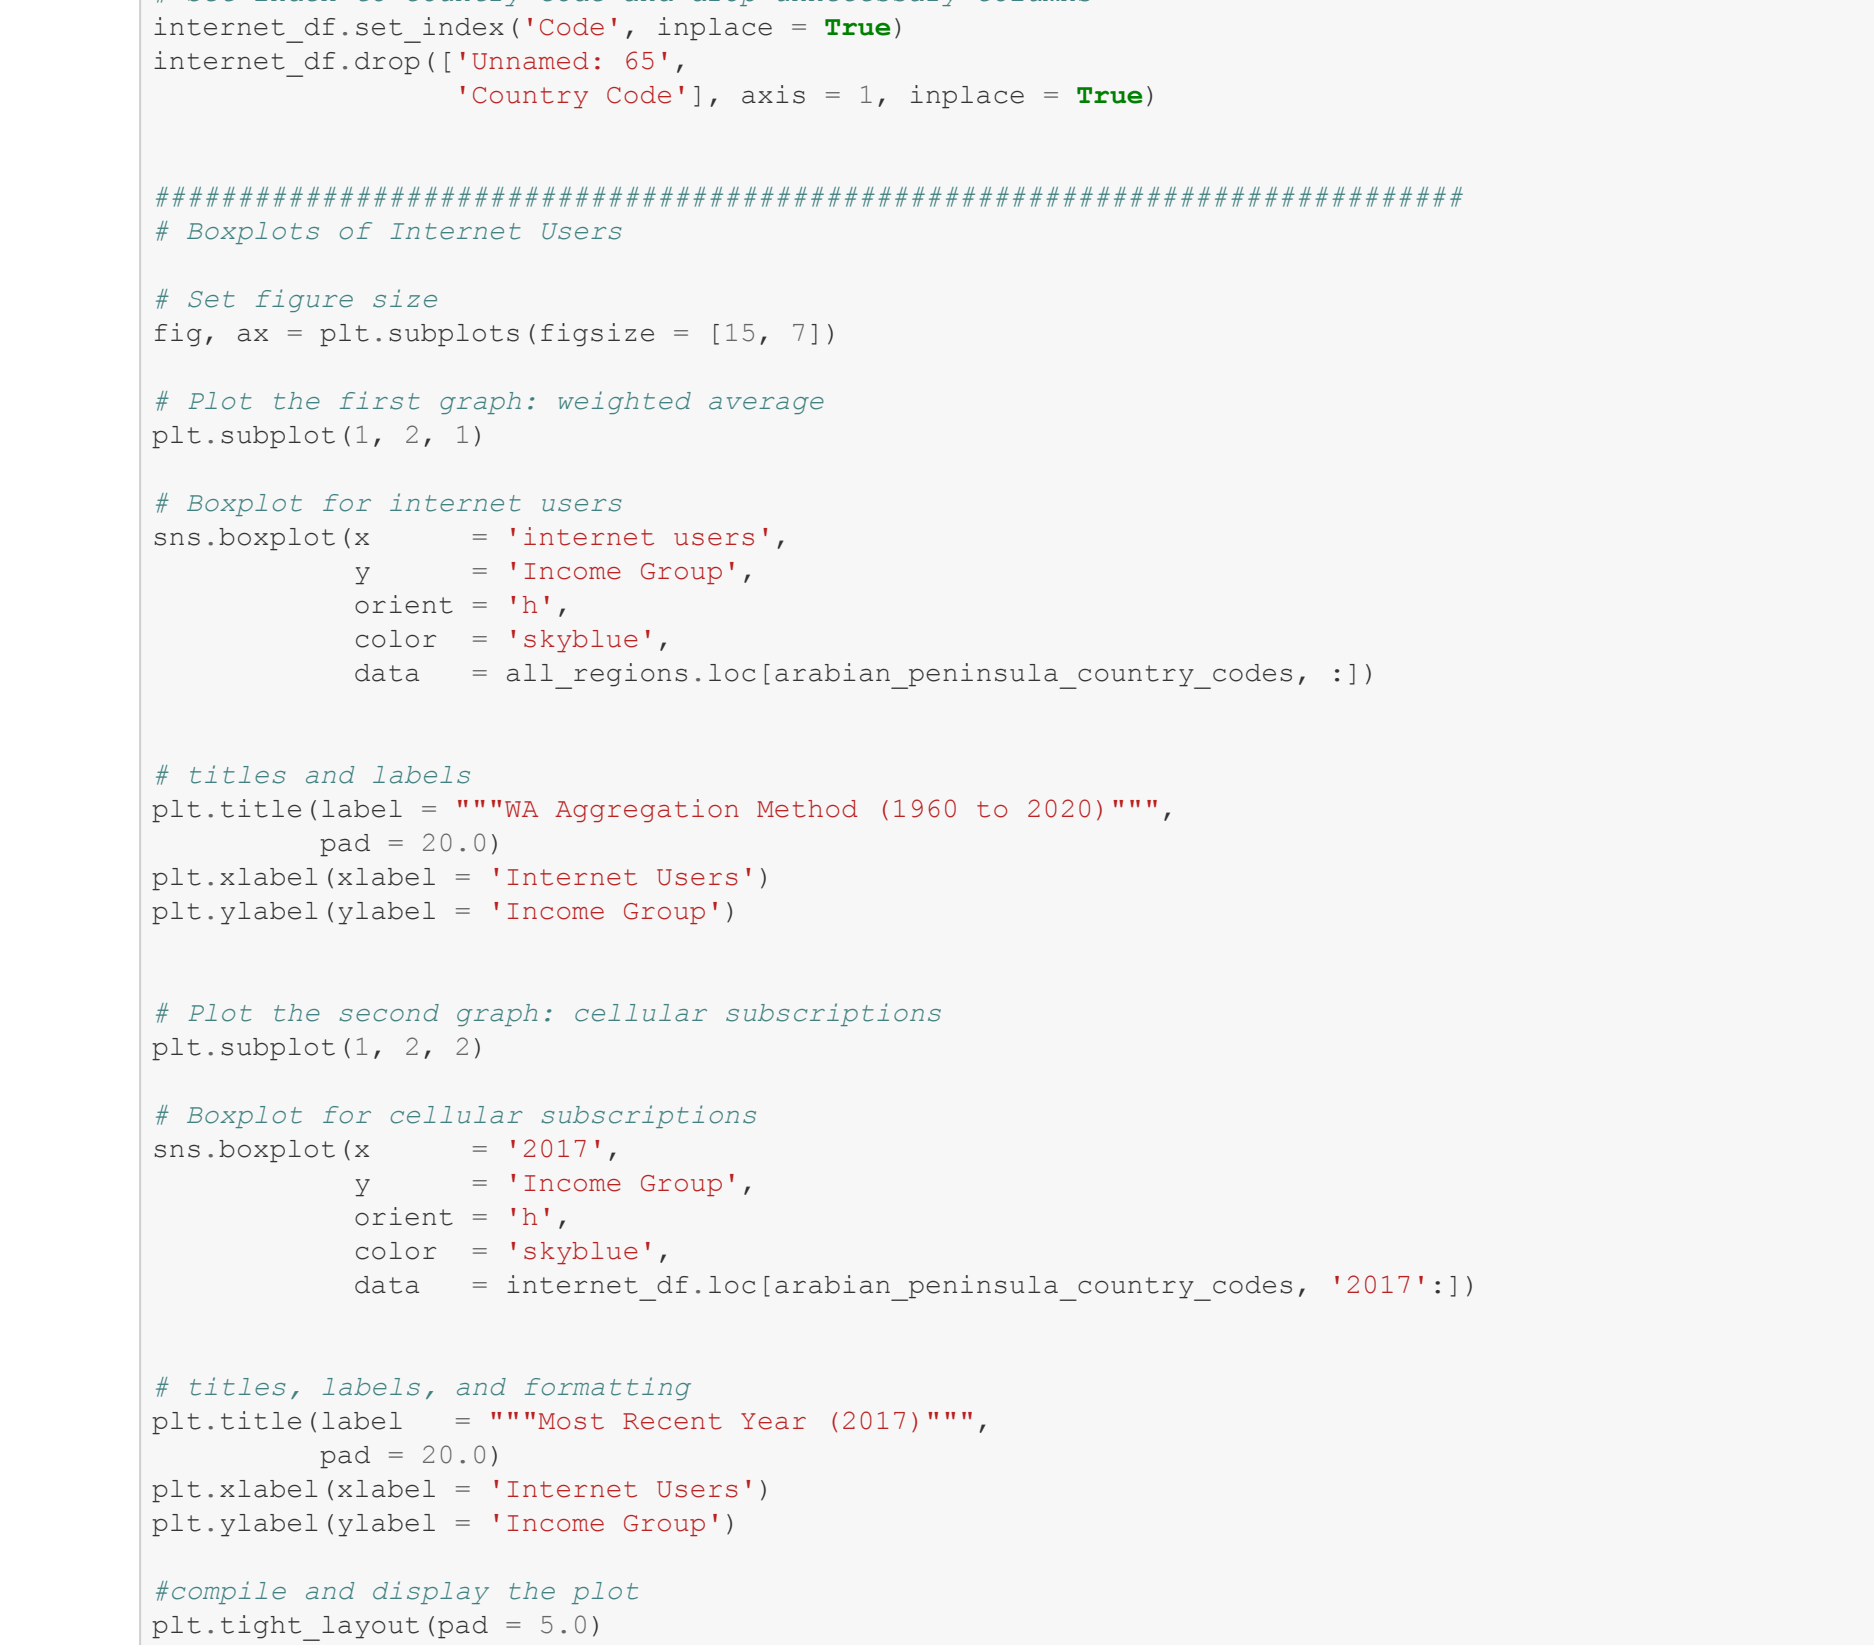 internet_df.set_index('Code', inplace = True)
internet_df.drop(['Unnamed: 65',
                  'Country Code'], axis = 1, inplace = True)
##############################################################################
# Boxplots of Internet Users
# Set figure size
fig, ax = plt.subplots(figsize = [15, 7])
# Plot the first graph: weighted average
plt.subplot(1, 2, 1)
# Boxplot for internet users
sns.boxplot(x      = 'internet users',
            y      = 'Income Group',
            orient = 'h',
            color  = 'skyblue',
            data   = all_regions.loc[arabian_peninsula_country_codes, :])
# titles and labels
plt.title(label = """WA Aggregation Method (1960 to 2020)""",
          pad = 20.0)
plt.xlabel(xlabel = 'Internet Users')
plt.ylabel(ylabel = 'Income Group')
# Plot the second graph: cellular subscriptions
plt.subplot(1, 2, 2)
# Boxplot for cellular subscriptions
sns.boxplot(x      = '2017',
            y      = 'Income Group',
            orient = 'h',
            color  = 'skyblue',
            data   = internet_df.loc[arabian_peninsula_country_codes, '2017':])
# titles, labels, and formatting
plt.title(label   = """Most Recent Year (2017)""",
          pad = 20.0)
plt.xlabel(xlabel = 'Internet Users')
plt.ylabel(ylabel = 'Income Group')
#compile and display the plot
plt.tight_layout(pad = 5.0)